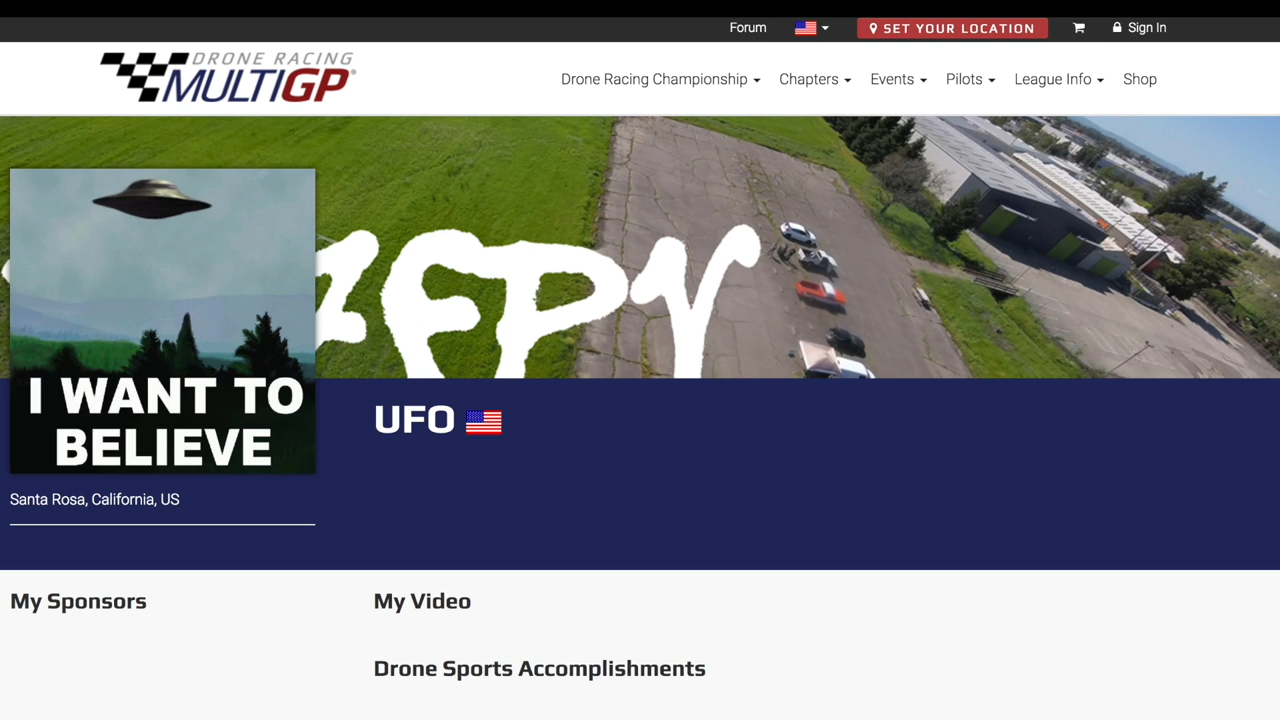 Forum
SET YOUR LOCATION
Sign In
DRONE RACING
MULTIGP®
Drone Racing Championship
Chapters
Events
Pilots
League Info
Shop
FPV
I WANT TO
BELIEVE
UFO
Santa Rosa, California, US
My Sponsors
My Video
Drone Sports Accomplishments